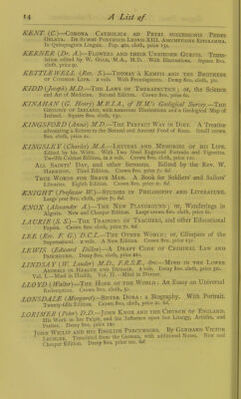 14 A List of
KENT (C.)—CORONA CATHOLICA AD PETRI SUCCESSORIS PEDES
OBLATA. DE SUMMI PONTIFICIS LEONIS XIII. ASSUMPTIONE EPIGRAMMA.
In Quinquaginta Linguis. Fcp. 4to. cloth, price 15s.
KERNER (Dr. A.)—FLOWERS AND THEIR UNBIDDEN GUESTS. Trans-
lation edited by W. OGLE, M.A., M.D. With Illustrations. Square 8vo.
cloth, price 9s.
KETTLEWELL (Rev. S.)—THOMAS A KEMPIS AND THE BROTHERS
OF COMMON LIFE. 2 vols. With Frontispieces. Demy 8vo. cloth, 30s.
KIDD (Joseph) M.D.—THE LAWS OF THERAPEUTICS; or, the Science
and Art of Medicine. Second Edition. Crown 8vo. cloth, 6s.
KINAHAN (G. Henry) M.R.I.A., of H.M.'s Geological Survey.—THE
GEOLOGY OF IRELAND, with numerous Illustrations and a Geological Map of
Ireland. Square 8vo. cloth, 15s.
KINGSFORD (Anna) M.D.—THE PERFECT WAY IN DIET. A Treatise
advocating a Return to the Natural and Ancient Food of Race. Small crown
8vo. cloth, price 2s.
KINGSLEY (Charles) M.A.—LETTERS AND MEMORIES OF HIS LIFE.
Edited by his WIFE. With Two Steel Engraved Portraits and Vignettes.
Twelfth Cabinet Edition, in 2 vols. Crown 8vo. cloth, price 12s.
ALL SAINTS' DAY, and other Sermons. Edited by the Rev. W.
HARRISON. Third Edition. Crown 8vo. price 7s. 6d.
TRUE WORDS FOR BRAVE MEN. A Book for Soldiers' and Sailors'
Libraries. Eighth Edition. Crown 8vo. price 2s. 6d.
KNIGHT (Professor W.)—STUDIES IN PHILOSOPHY AND LITERATURE.
Large post 8vo. cloth, price 7s. 6d.
KNOX (Alexander A.)—THE NEW PLAYGROUND; or, Wanderings in
Algeria. New and Cheaper Edition. Large crown 8vo. cloth, price 6s.
LAURIE (S. S.)—THE TRAINING OF TEACHERS, and other Educational
Papers. Crown 8vo. cloth, price 7s. 6d.
LEE (Rev. F. G.) D.C.L.—THE OTHER WORLD; or, Glimpses of the
Supernatural. 2 vols. A New Edition. Crown 8vo. cloth, price 15s.
LEWIS (Edward Dillon)—A DRAFT CODE OF CRIMINAL LAW AND
PROCEDURE. Demy 8vo. cloth, price 21s.
LINDSAY (W. Lauder) M.D., F.R.S.E., &c.—MIND IN THE LOWER
ANIMALS IN HEALTH AND DISEASE. 2 vols. Demy 8vo. cloth, price 32s.
Vol. I.—Mind in Health. Vol. II.—Mind in Disease.
LLOYD (Walter)—THE HOPE OF THE WORLD: An Essay on Universal
Redemption. Crown 8vo. cloth, 5s.
LONSDALE (Margaret)—SISTER DORA: a Biography. With Portrait.
Twenty-fifth Edition. Crown 8vo. cloth, price 2s. 6d.
LORIMER (Peter) D.D.—JOHN KNOX AND THE CHURCH OF ENGLAND.
His Work in her Pulpit, and his Influence upon her Liturgy, Articles, and
Parties. Demy 8vo. price 12s.
JOHN WICLIF AND HIS ENGLISH PRECURSORS. By GERHARD VICTOR
LECHLER. Translated from the German, with additional Notes. New and
Cheaper Edition. Demy 8vo. price 10s. 6d.